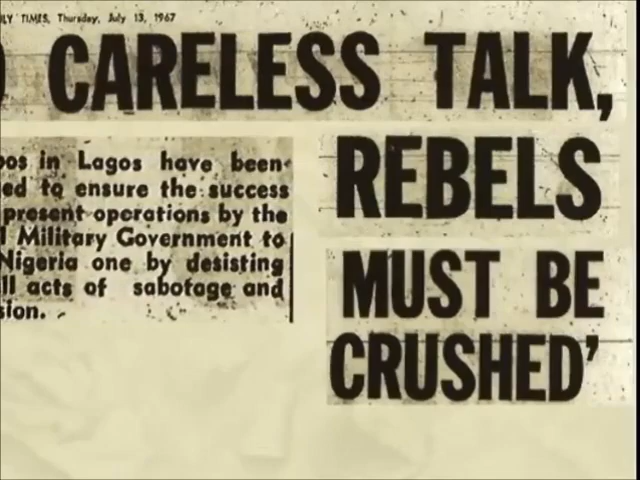 LY TIMES, Thursday, July 13, 1967
CARELESS TALK,
REBELS
MUST BE
CRUSHED'
bos in Lagos have been
ed to ensure the success
present operations by the
l Military Government to
Nigeria one by desisting
ll acts of sabotage and
sion.